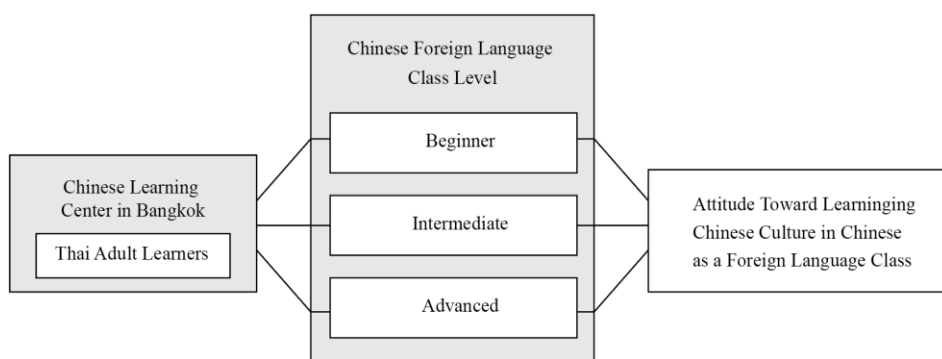 Chinese Foreign Language
Class Level
Beginner
Chinese Learning
Center in Bangkok
Thai Adult Learners
Intermediate
Advanced
Attitude Toward Learninging
Chinese Culture in Chinese
as a Foreign Language Class